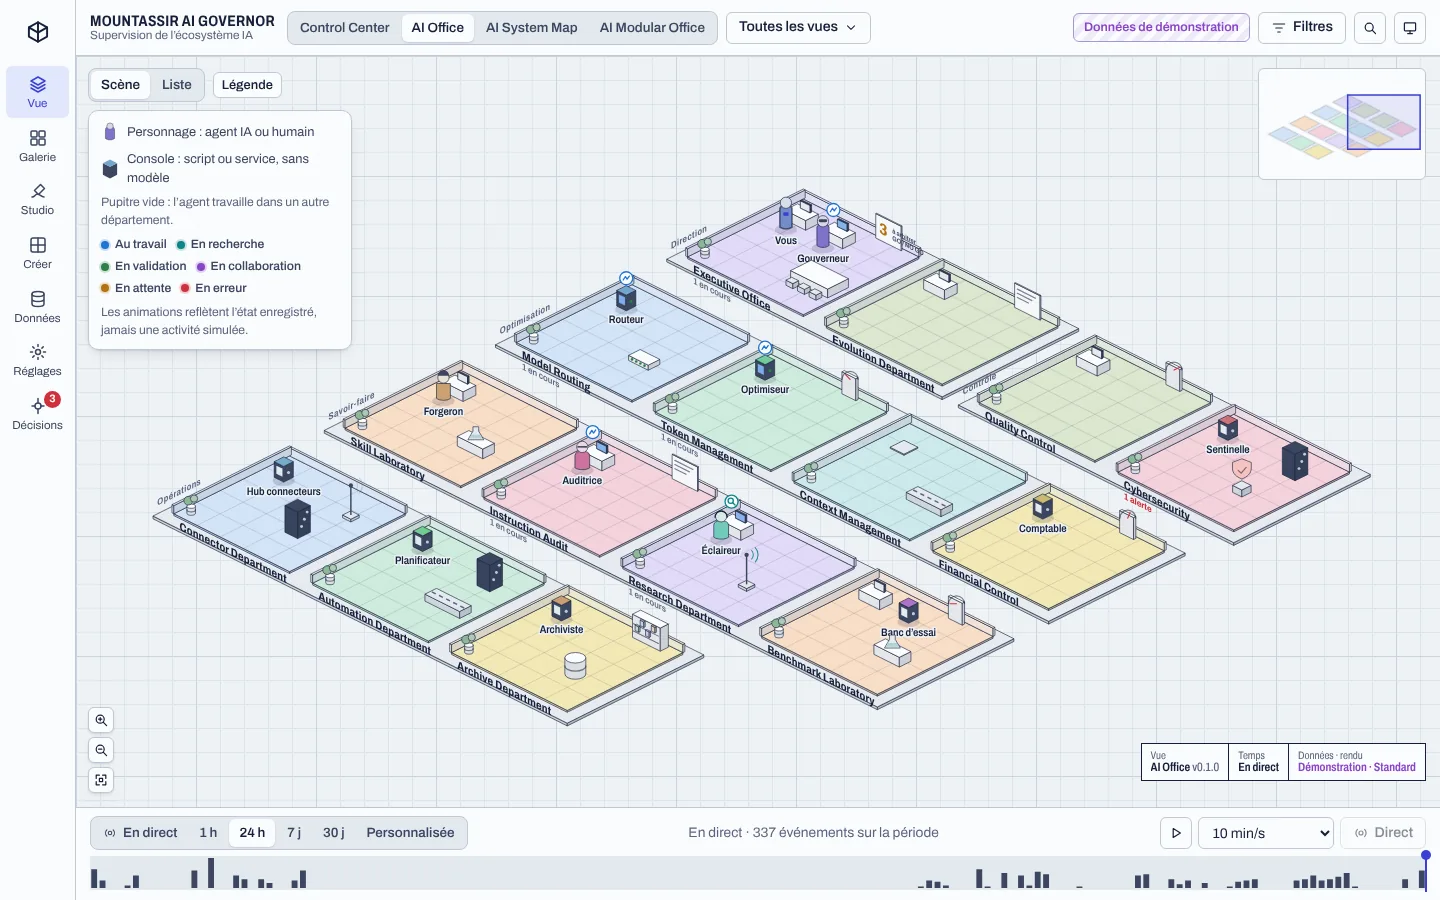 MOUNTASSIR AI GOVERNOR
Supervision de l'écosystème IA
Control Center
AI Office
AI System Map
AI Modular Office
Toutes les vues
Données de démonstration
Filtres
Vue
Galerie
Studio
Créer
Données
Réglages
3
Décisions
Scène
Liste
Légende
Personnage : agent IA ou humain
Console : script ou service, sans
modèle
Pupitre vide : l'agent travaille dans un autre
département.
Au travail
En recherche
En validation
En collaboration
En attente
En erreur
Les animations reflètent l'état enregistré,
jamais une activité simulée.
Direction
Vous
Gouverneur
3
Executive Office
1 en cours
Evolution Department
Optimisation
Routeur
Model Routing
1 en cours
Optimiseur
Token Management
1 en cours
Contrôle
Quality Control
Sentinelle
Cybersecurity
1 alerte
Savoir-faire
Forgeron
Skill Laboratory
Auditrice
Instruction Audit
1 en cours
Context Management
Comptable
Financial Control
Opérations
Hub connecteurs
Connector Department
Planificateur
Automation Department
Éclaireur
Research Department
1 en cours
Archiviste
Archive Department
Banc d'essai
Benchmark Laboratory
Vue
AI Office v0.1.0
Temps
En direct
Données · rendu
Démonstration · Standard
En direct
1 h
24 h
7 j
30 j
Personnalisée
En direct · 337 événements sur la période
10 min/s
Direct